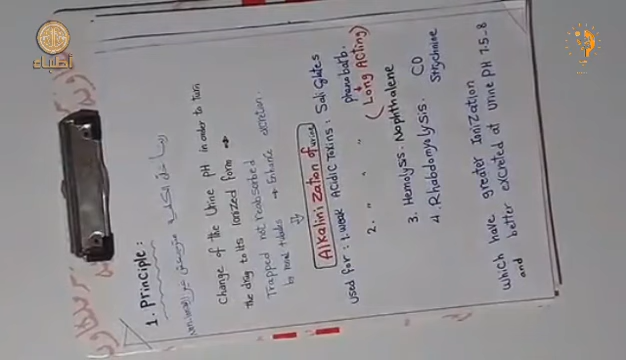 أطباء
1. Principle:
Change of the Urine pH in order to turn
the drug to its Ionized form →
Trapped not reabsorbed
by renal tubules → Enhance excretion.
Alkalinization of urine
used for: 1. weak Acidic Toxins: Salicylates
2. " " " phenobarb.
(Long Acting)
3. Hemolysis. Naphthalene
4. Rhabdomyolysis. CO Strychnine
which have greater Ionization
and better excreted at urine PH 7.5-8